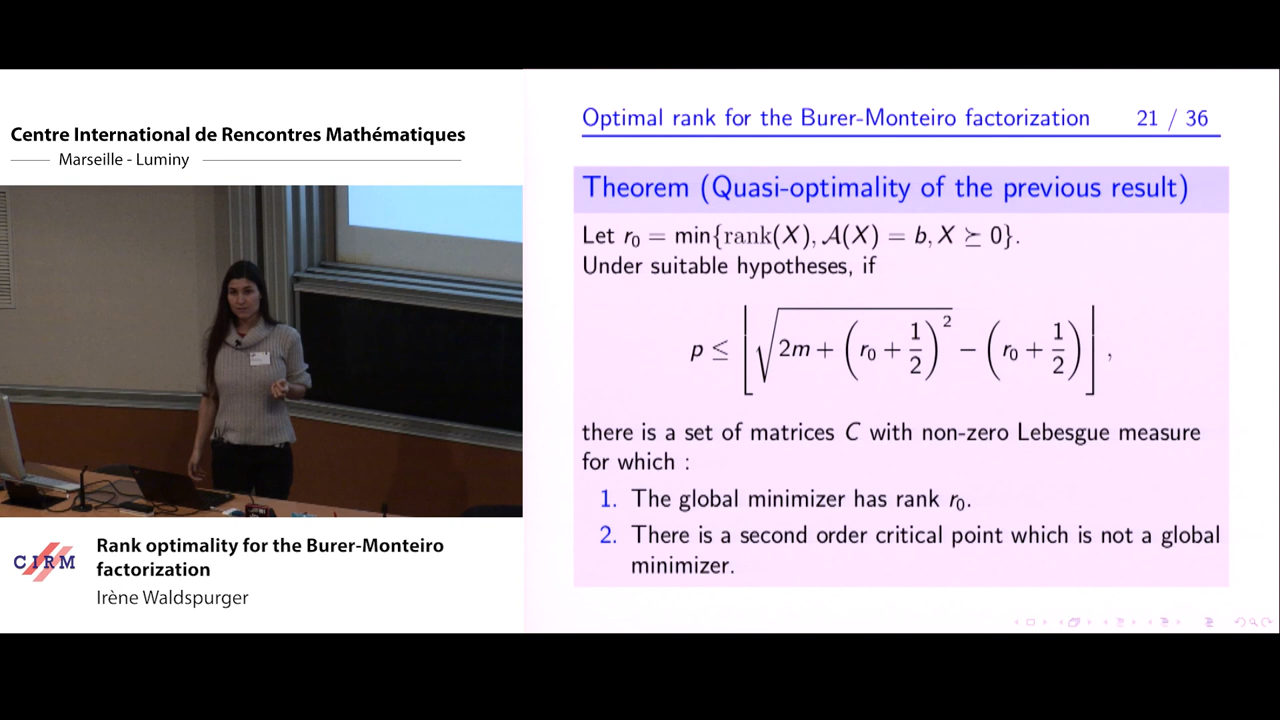 Centre International de Rencontres Mathématiques
Marseille - Luminy
CIRM
Rank optimality for the Burer-Monteiro
factorization
Irène Waldspurger
Optimal rank for the Burer-Monteiro factorization 21 / 36
Theorem (Quasi-optimality of the previous result)
Let r₀ = min{rank(X), 𝒜(X) = b, X ⪰ 0}.
Under suitable hypotheses, if
p ≤ ⌊√(2m + (r₀ + 1/2)²) − (r₀ + 1/2)⌋ ,
there is a set of matrices C with non-zero Lebesgue measure
for which :
1. The global minimizer has rank r₀.
2. There is a second order critical point which is not a global
minimizer.